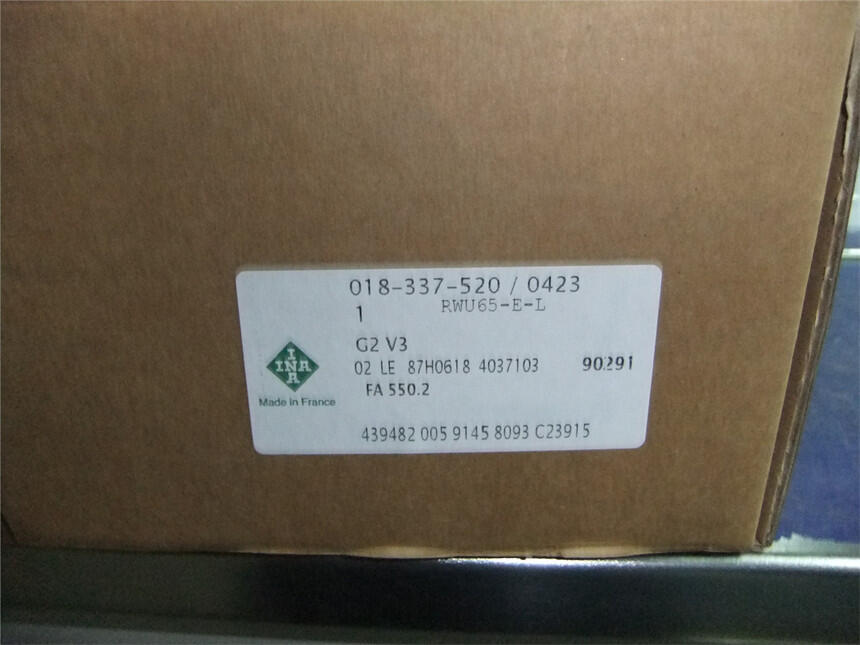 018-337-520 / 0423
1 RWU65-E-L
G2 V3
02 LE 87H0618 4037103 90291
FA 550.2
INA
INA
Made in France
439482 005 9145 8093 C23915